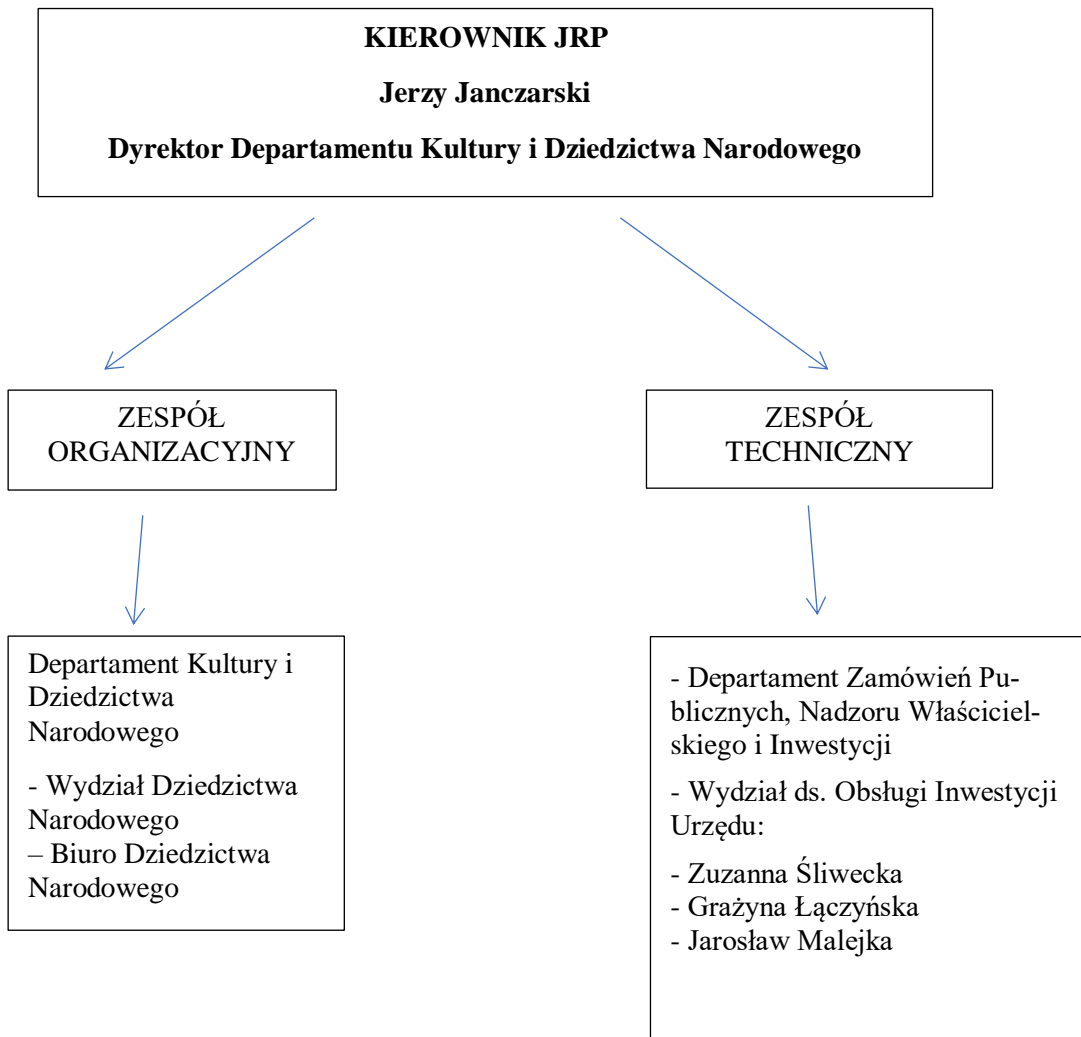 KIEROWNIK JRP
Jerzy Janczarski
Dyrektor Departamentu Kultury i Dziedzictwa Narodowego
ZESPÓŁ
ORGANIZACYJNY
ZESPÓŁ
TECHNICZNY
Departament Kultury i
Dziedzictwa
Narodowego
- Wydział Dziedzictwa
Narodowego
– Biuro Dziedzictwa
Narodowego
- Departament Zamówień Pu-
blicznych, Nadzoru Właściciel-
skiego i Inwestycji
- Wydział ds. Obsługi Inwestycji
Urzędu:
- Zuzanna Śliwecka
- Grażyna Łączyńska
- Jarosław Malejka